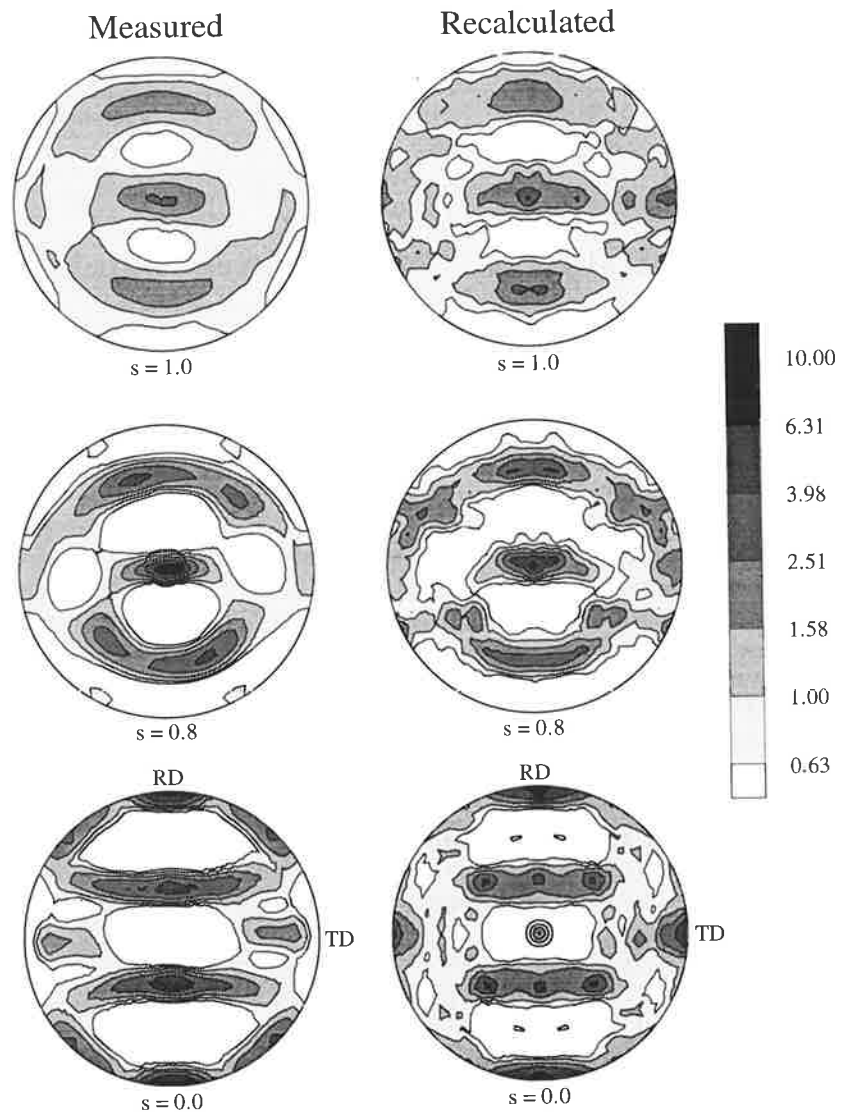 Measured
Recalculated
s = 1.0
s = 1.0
10.00
6.31
3.98
2.51
1.58
1.00
0.63
s = 0.8
s = 0.8
RD
RD
TD
TD
s = 0.0
s = 0.0